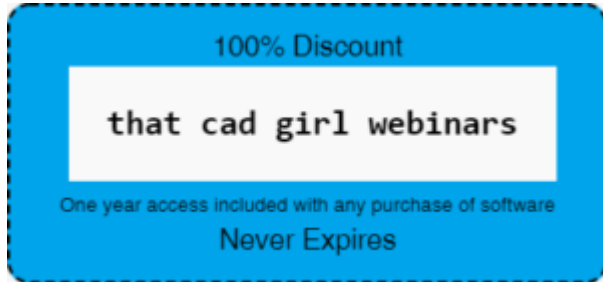 100% Discount
that cad girl webinars
One year access included with any purchase of software
Never Expires